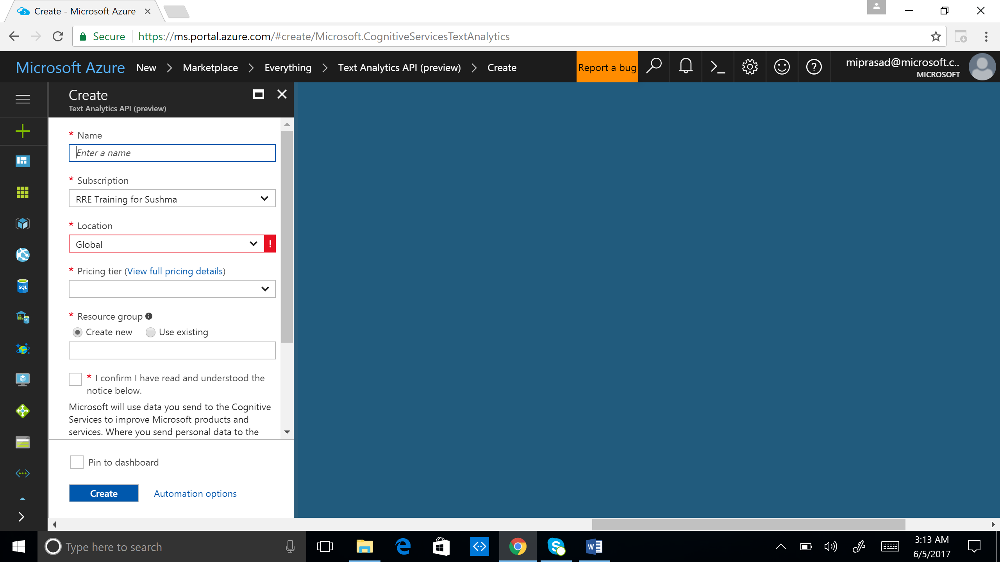 Create - Microsoft Azure
Secure https://ms.portal.azure.com/#create/Microsoft.CognitiveServicesTextAnalytics
Microsoft Azure New Marketplace Everything Text Analytics API (preview) Create Report a bug miprasad@microsoft.c...
MICROSOFT
Create
Text Analytics API (preview)
* Name
Enter a name
* Subscription
RRE Training for Sushma
* Location
Global !
* Pricing tier (View full pricing details)
* Resource group
Create new Use existing
* I confirm I have read and understood the
notice below.
Microsoft will use data you send to the Cognitive
Services to improve Microsoft products and
services. Where you send personal data to the
Pin to dashboard
Create Automation options
SQL
SQL
Type here to search
3:13 AM
6/5/2017